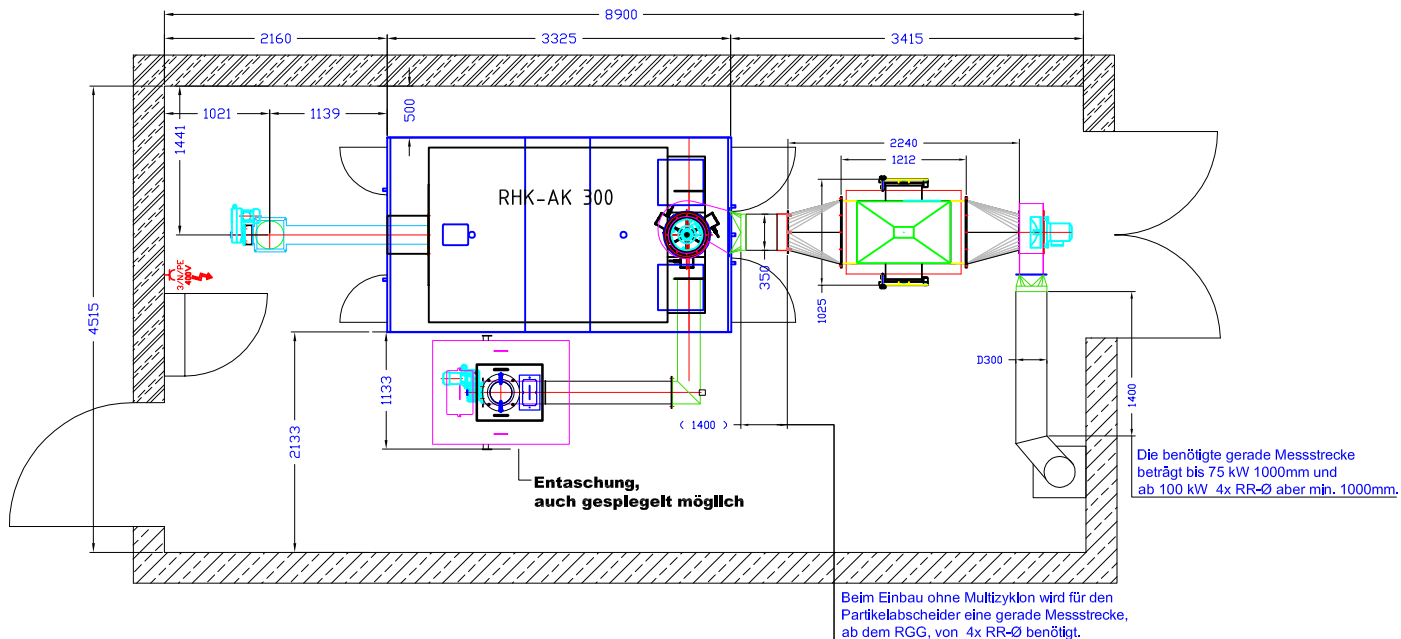 8900
2160
3325
3415
1021
1139
500
1441
2240
1212
RHK-AK 300
350
1025
3/N/PE
400V
4515
D300
1133
1400
( 1400 )
2133
Entaschung,
auch gespiegelt möglich
Die benötigte gerade Messstrecke
beträgt bis 75 kW 1000mm und
ab 100 kW 4x RR-Ø aber min. 1000mm.
Beim Einbau ohne Multizyklon wird für den
Partikelabscheider eine gerade Messstrecke,
ab dem RGG, von 4x RR-Ø benötigt.